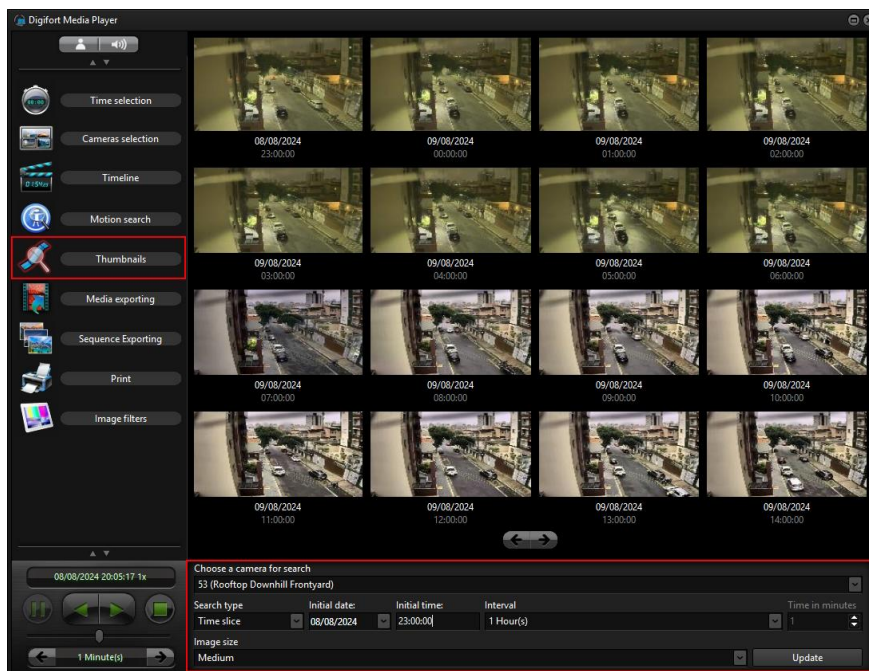 Digifort Media Player
Time selection
Cameras selection
Timeline
Motion search
Thumbnails
Media exporting
Sequence Exporting
Print
Image filters
08/08/2024 09/08/2024 09/08/2024 09/08/2024
23:00:00 00:00:00 01:00:00 02:00:00
09/08/2024 09/08/2024 09/08/2024 09/08/2024
03:00:00 04:00:00 05:00:00 06:00:00
09/08/2024 09/08/2024 09/08/2024 09/08/2024
07:00:00 08:00:00 09:00:00 10:00:00
09/08/2024 09/08/2024 09/08/2024 09/08/2024
11:00:00 12:00:00 13:00:00 14:00:00
08/08/2024 20:05:17 1x
1 Minute(s)
Choose a camera for search
53 (Rooftop Downhill Frontyard)
Search type Initial date: Initial time: Interval Time in minutes
Time slice 08/08/2024 23:00:00 1 Hour(s) 1
Image size
Medium Update